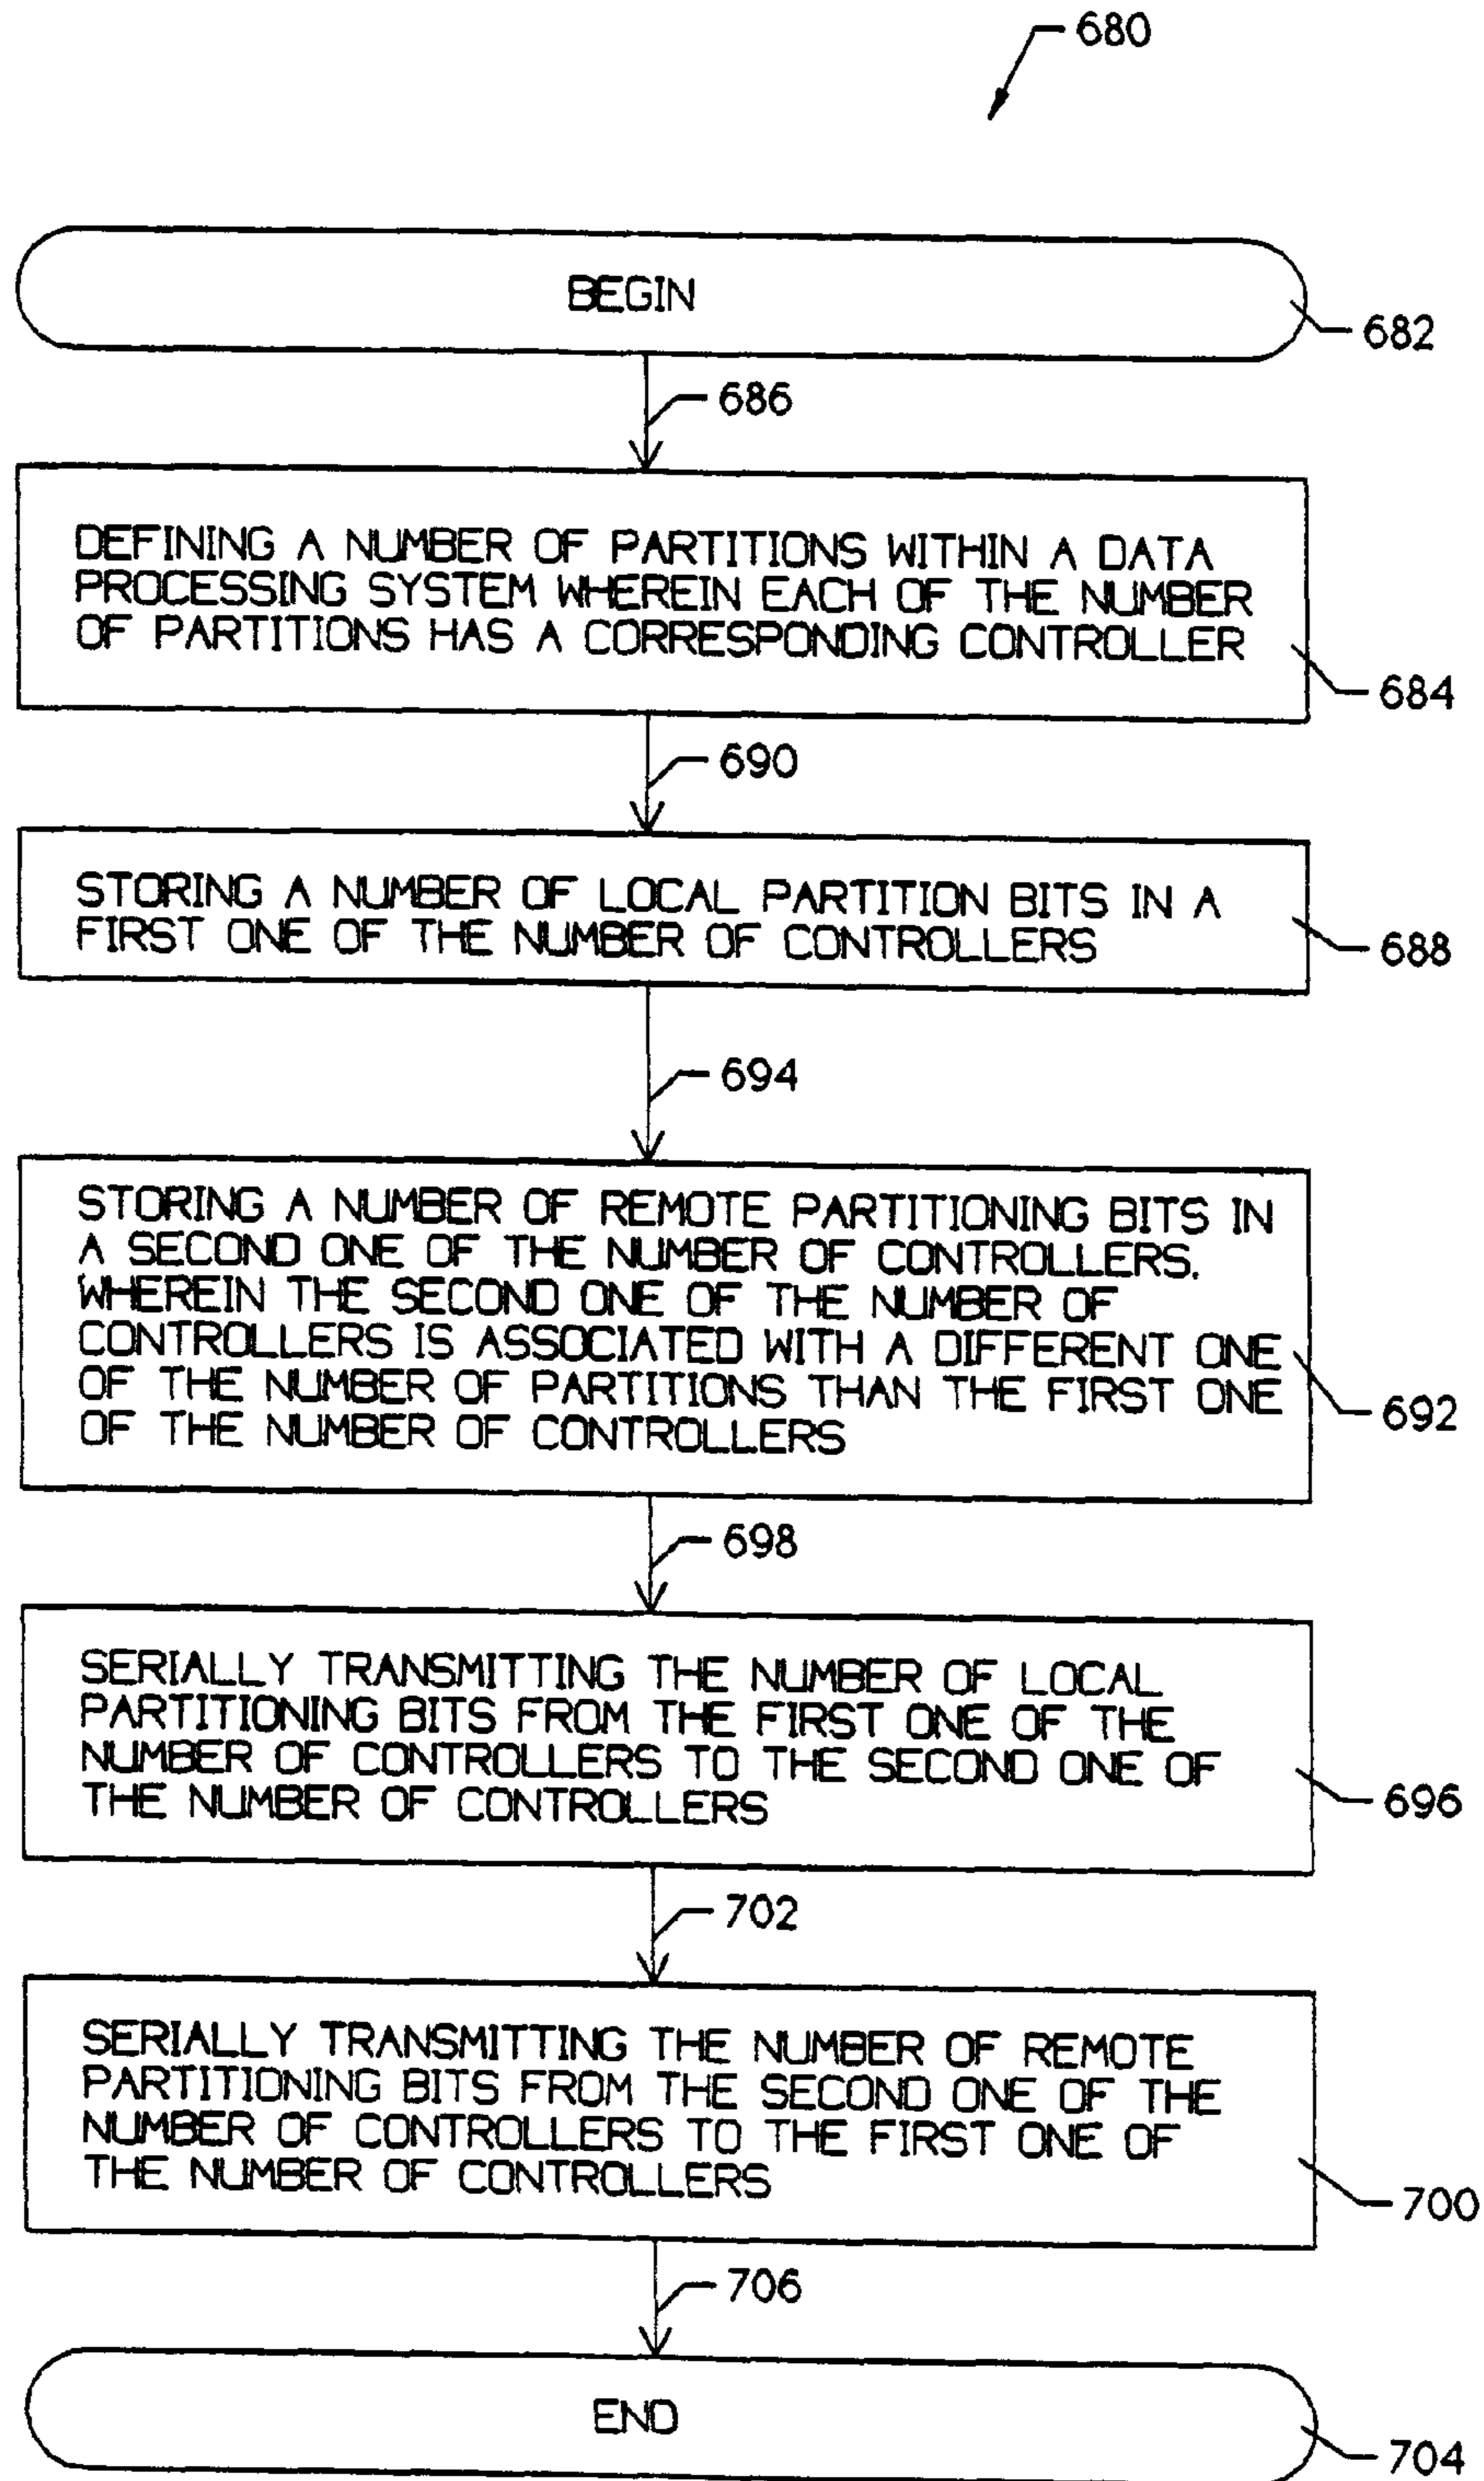 680
BEGIN
682
686
DEFINING A NUMBER OF PARTITIONS WITHIN A DATA
PROCESSING SYSTEM WHEREIN EACH OF THE NUMBER
OF PARTITIONS HAS A CORRESPONDING CONTROLLER
684
690
STORING A NUMBER OF LOCAL PARTITION BITS IN A
FIRST ONE OF THE NUMBER OF CONTROLLERS
688
694
STORING A NUMBER OF REMOTE PARTITIONING BITS IN
A SECOND ONE OF THE NUMBER OF CONTROLLERS.
WHEREIN THE SECOND ONE OF THE NUMBER OF
CONTROLLERS IS ASSOCIATED WITH A DIFFERENT ONE
OF THE NUMBER OF PARTITIONS THAN THE FIRST ONE
OF THE NUMBER OF CONTROLLERS
692
698
SERIALLY TRANSMITTING THE NUMBER OF LOCAL
PARTITIONING BITS FROM THE FIRST ONE OF THE
NUMBER OF CONTROLLERS TO THE SECOND ONE OF
THE NUMBER OF CONTROLLERS
696
702
SERIALLY TRANSMITTING THE NUMBER OF REMOTE
PARTITIONING BITS FROM THE SECOND ONE OF THE
NUMBER OF CONTROLLERS TO THE FIRST ONE OF
THE NUMBER OF CONTROLLERS
700
706
END
704